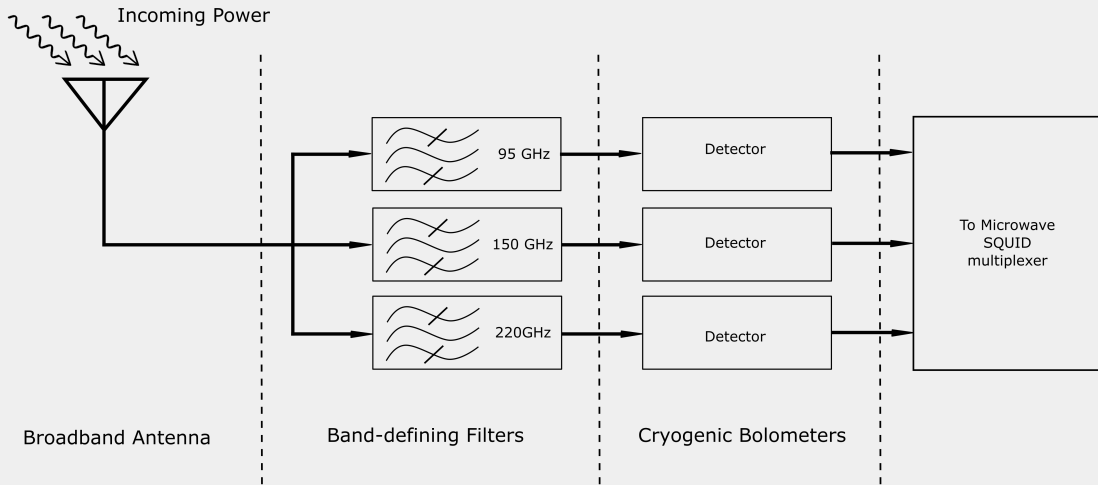 Incoming Power
95 GHz
Detector
150 GHz
Detector
220GHz
Detector
To Microwave
SQUID
multiplexer
Broadband Antenna
Band-defining Filters
Cryogenic Bolometers